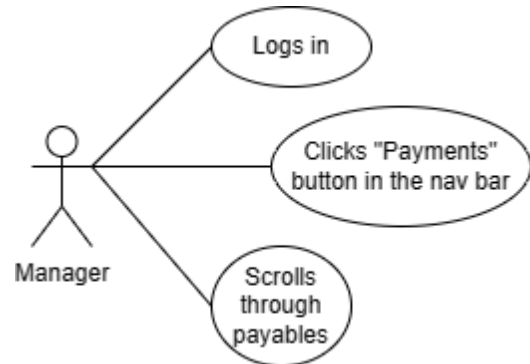 Logs in
Clicks "Payments"
button in the nav bar
Manager
Scrolls
through
payables